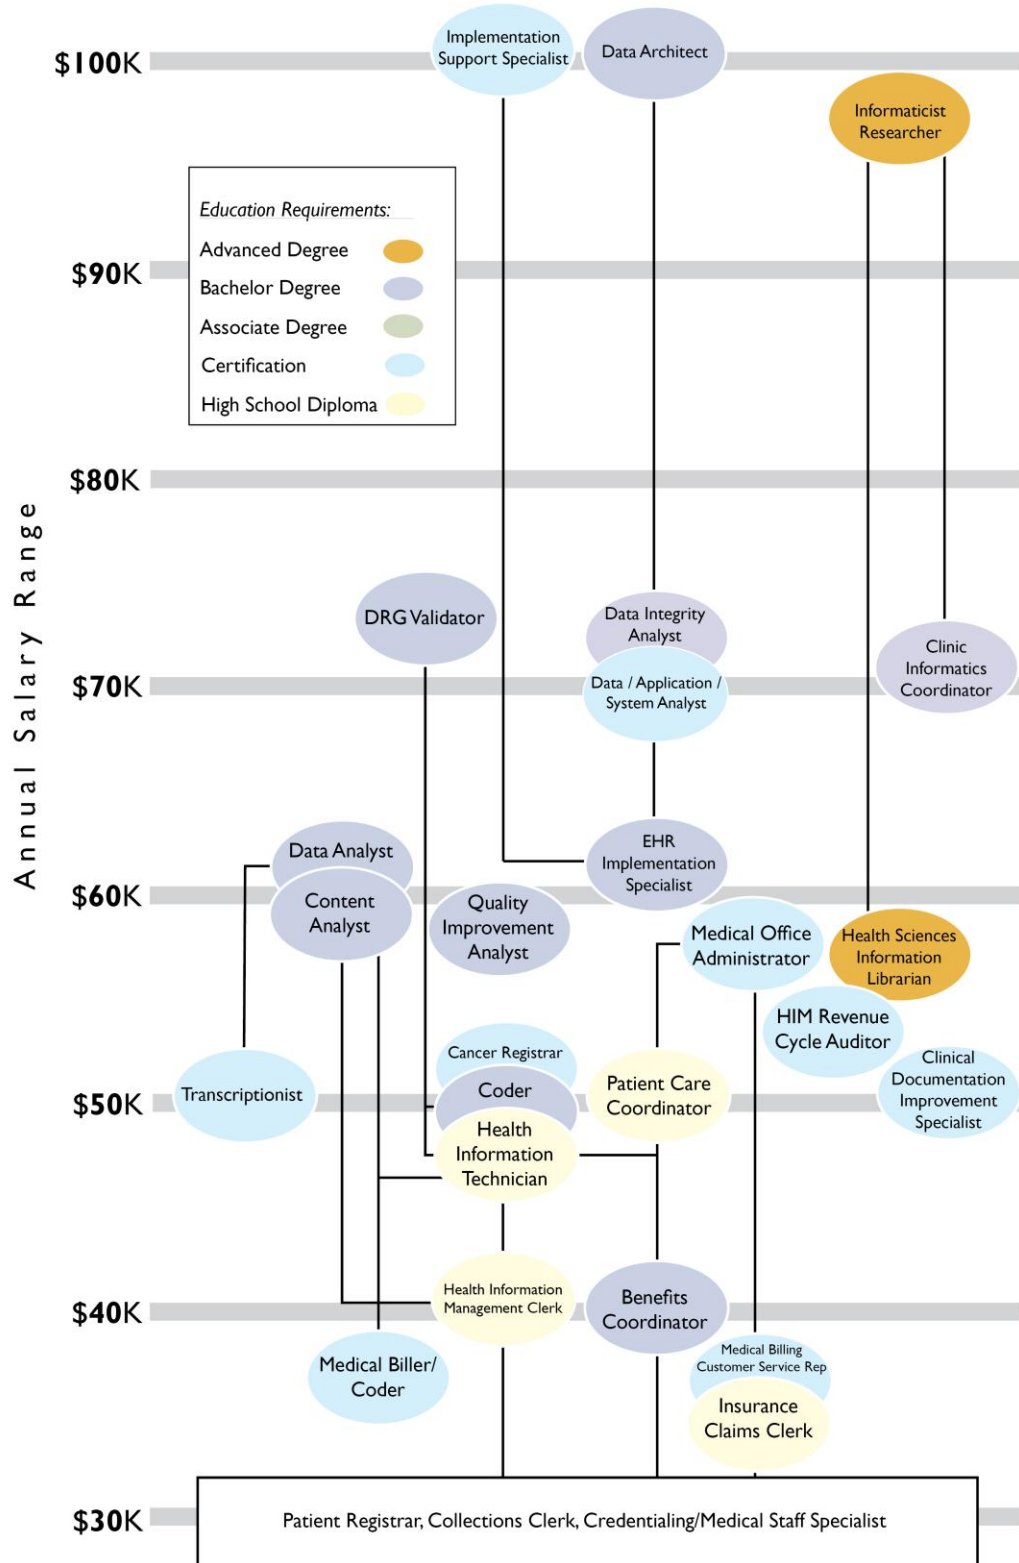 Implementation
Support Specialist
Data Architect
$100K
Informaticist
Researcher
Education Requirements:
Advanced Degree
Bachelor Degree
Associate Degree
Certification
High School Diploma
$90K
$80K
Annual Salary Range
DRG Validator
Data Integrity
Analyst
Clinic
Informatics
Coordinator
$70K
Data / Application /
System Analyst
Data Analyst
EHR
Implementation
Specialist
$60K
Content
Analyst
Quality
Improvement
Analyst
Medical Office
Administrator
Health Sciences
Information
Librarian
HIM Revenue
Cycle Auditor
Cancer Registrar
Clinical
Documentation
Improvement
Specialist
Transcriptionist
$50K
Coder
Patient Care
Coordinator
Health
Information
Technician
Health Information
Management Clerk
Benefits
Coordinator
$40K
Medical Biller/
Coder
Medical Billing
Customer Service Rep
Insurance
Claims Clerk
$30K
Patient Registrar, Collections Clerk, Credentialing/Medical Staff Specialist